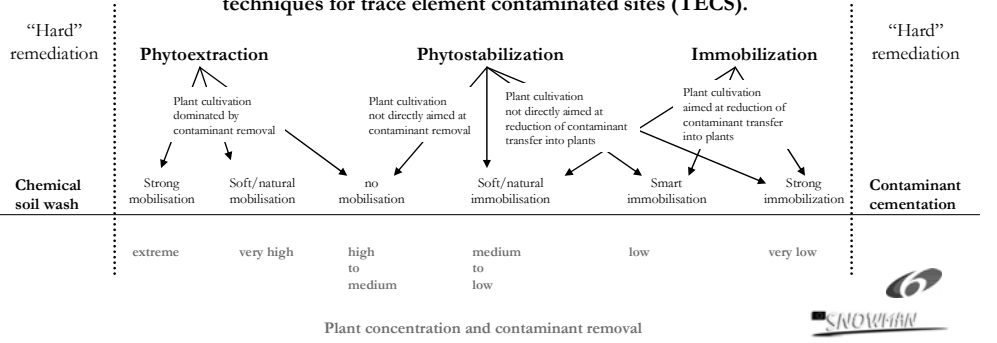 techniques for trace element contaminated sites (TECS).
“Hard”
remediation
Phytoextraction
Phytostabilization
Immobilization
“Hard”
remediation
Plant cultivation
dominated by
contaminant removal
Plant cultivation
not directly aimed at
contaminant removal
Plant cultivation
not directly aimed at
reduction of contaminant
transfer into plants
Plant cultivation
aimed at reduction of
contaminant transfer
into plants
Chemical
soil wash
Strong
mobilisation
Soft/natural
mobilisation
no
mobilisation
Soft/natural
immobilisation
Smart
immobilisation
Strong
immobilization
Contaminant
cementation
extreme
very high
high
to
medium
medium
to
low
low
very low
Plant concentration and contaminant removal
6
SNOWMAN